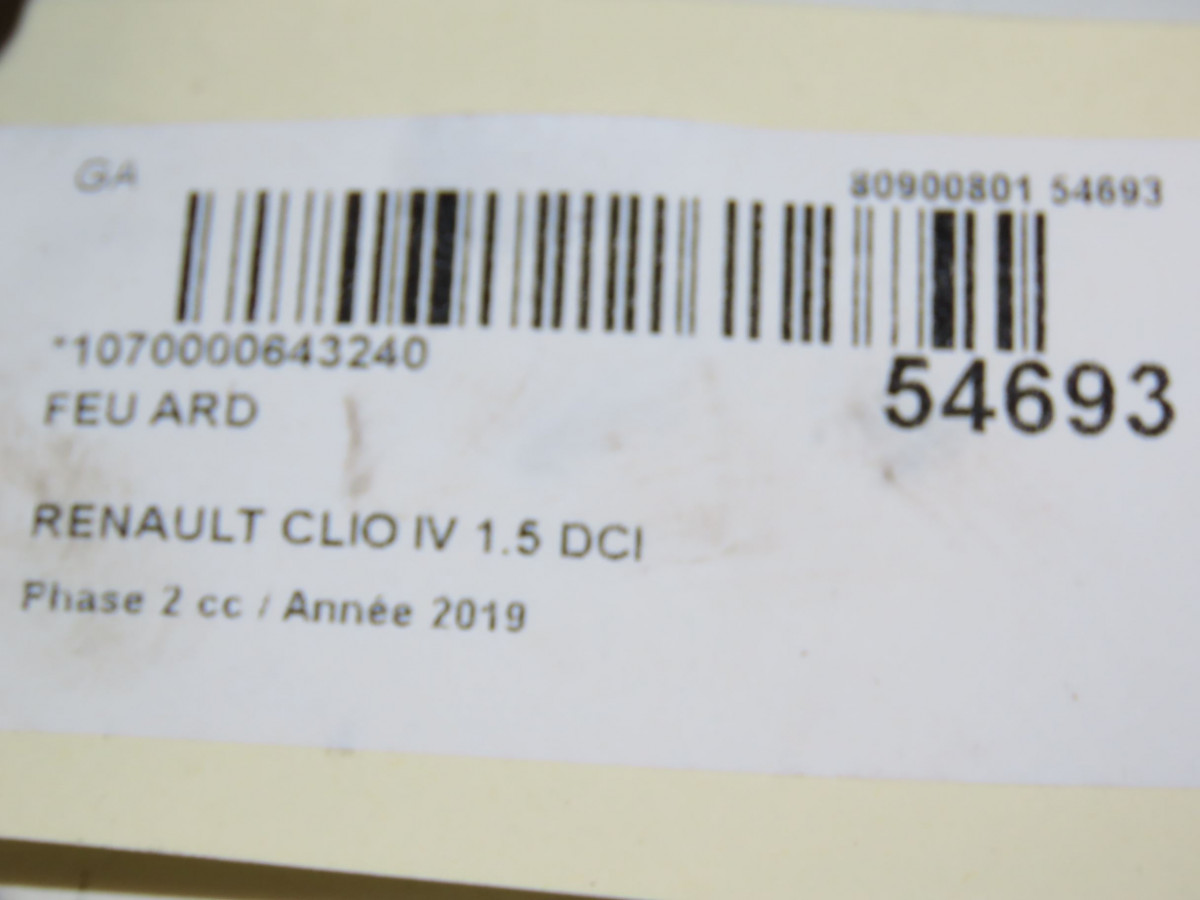 GA
80900801 54693
*1070000643240
54693
FEU ARD
RENAULT CLIO IV 1.5 DCI
Phase 2 cc / Année 2019